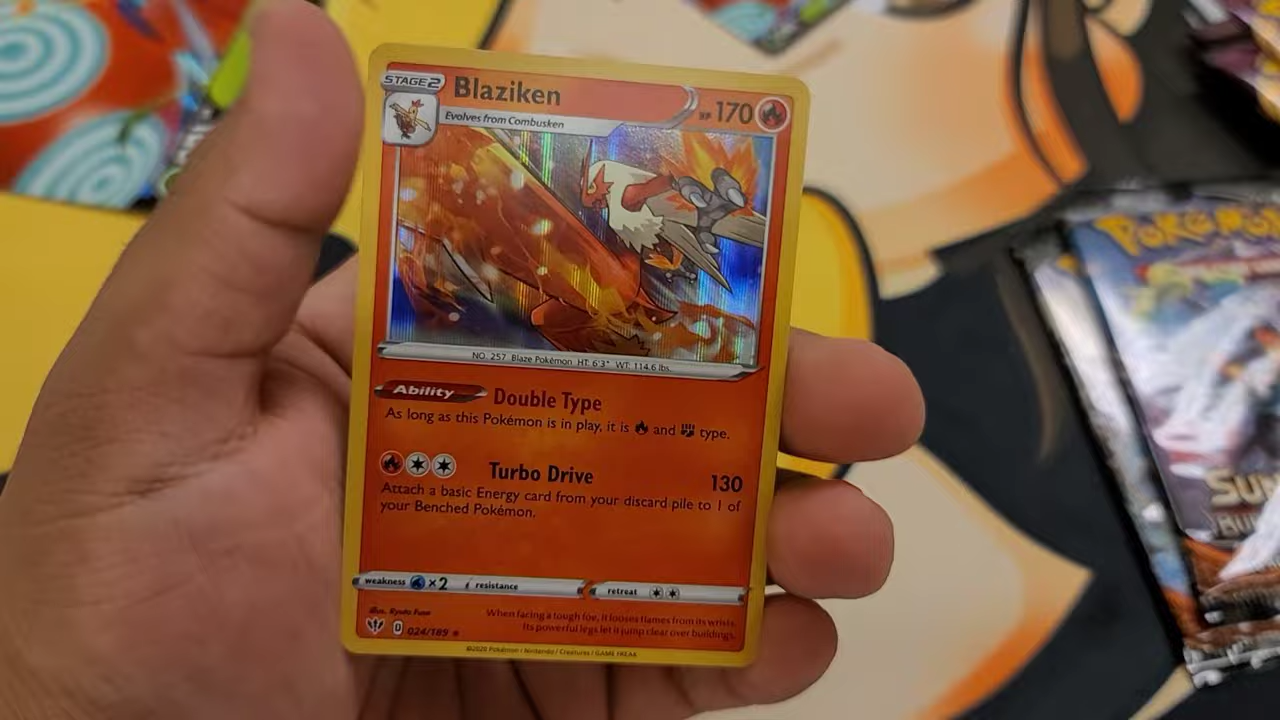 STAGE2
Blaziken
HP 170
Evolves from Combusken
NO. 257 Blaze Pokémon HT: 6'3" WT: 114.6 lbs.
Ability Double Type
As long as this Pokémon is in play, it is and type.
Turbo Drive 130
Attach a basic Energy card from your discard pile to 1 of
your Benched Pokémon.
weakness ×2 resistance retreat
illus. Ryuta Fuse
When facing a tough foe, it looses flames from its wrists.
Its powerful legs let it jump clear over buildings.
D 024/189
©2020 Pokémon / Nintendo / Creatures / GAME FREAK
POKÉMON
SUN